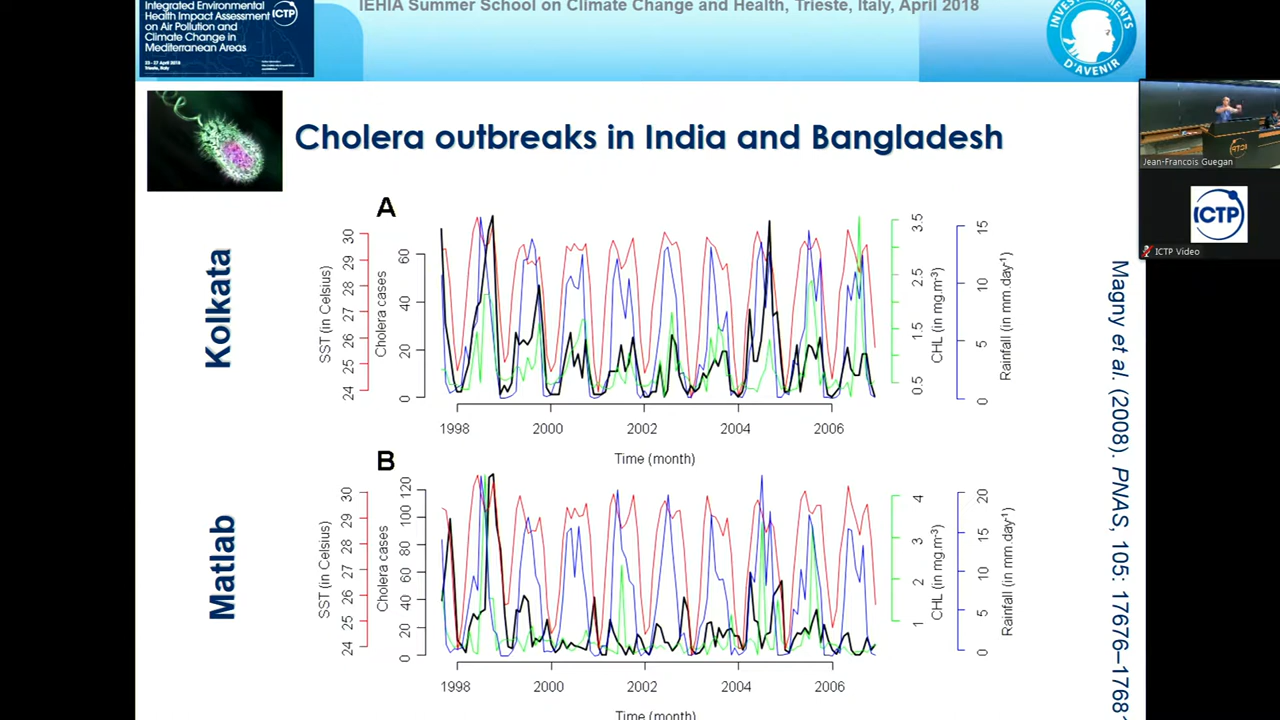 IEHIA Summer School on Climate Change and Health, Trieste, Italy, April 2018
Integrated Environmental
Health Impact Assessment
on Air Pollution and
Climate Change in
Mediterranean Areas
23 - 27 April 2018
Trieste, Italy
ICTP
D'AVENIR
Cholera outbreaks in India and Bangladesh
Jean-Francois Guegan
ICTP
ICTP Video
Kolkata
A
SST (in Celsius)
24 25 26 27 28 29 30
Cholera cases
0 20 40 60
0.5 1.5 2.5 3.5
CHL (in mg.m-3)
0 5 10 15
Rainfall (in mm.day-1)
1998 2000 2002 2004 2006
Time (month)
Matlab
B
SST (in Celsius)
24 25 26 27 28 29 30
Cholera cases
0 20 40 60 80 100 120
1 2 3 4
CHL (in mg.m-3)
0 5 10 15 20
Rainfall (in mm.day-1)
1998 2000 2002 2004 2006
Time (month)
Magny et al. (2008). PNAS, 105: 17676–1768